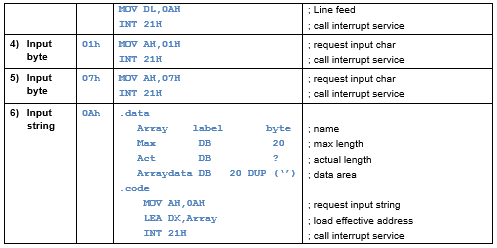 MOV DL,0AH ; Line feed
INT 21H ; call interrupt service
4) Input byte 01h MOV AH,01H ; request input char
INT 21H ; call interrupt service
5) Input byte 07h MOV AH,07H ; request input char
INT 21H ; call interrupt service
6) Input string 0Ah .data
Array label byte ; name
Max DB 20 ; max length
Act DB ? ; actual length
Arraydata DB 20 DUP (‘’) ; data area
.code
MOV AH,0AH ; request input string
LEA DX,Array ; load effective address
INT 21H ; call interrupt service